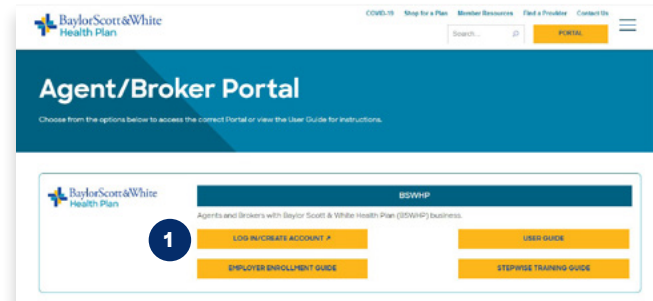 BaylorScott&White
Health Plan
COVID-19 Shop for a Plan Member Resources Find a Provider Contact Us
Search...
PORTAL
Agent/Broker Portal
Choose from the options below to access the correct Portal or view the User Guide for instructions.
BaylorScott&White
Health Plan
BSWHP
Agents and Brokers with Baylor Scott & White Health Plan (BSWHP) business.
1
LOG IN/CREATE ACCOUNT ↗
USER GUIDE
EMPLOYER ENROLLMENT GUIDE
STEPWISE TRAINING GUIDE